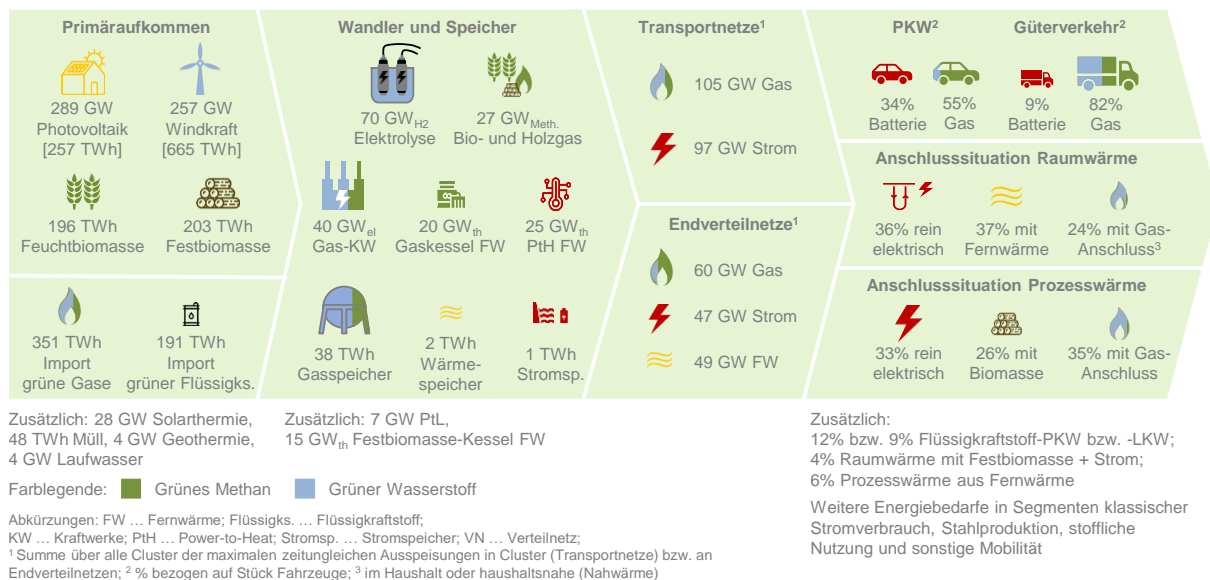 Primäraufkommen
289 GW
Photovoltaik
[257 TWh]
257 GW
Windkraft
[665 TWh]
196 TWh
Feuchtbiomasse
203 TWh
Festbiomasse
351 TWh
Import
grüne Gase
191 TWh
Import
grüner Flüssigks.
Wandler und Speicher
70 GWH2
Elektrolyse
27 GWMeth.
Bio- und Holzgas
40 GWel
Gas-KW
20 GWth
Gaskessel FW
25 GWth
PtH FW
38 TWh
Gasspeicher
2 TWh
Wärme-
speicher
1 TWh
Stromsp.
Transportnetze¹
105 GW Gas
97 GW Strom
Endverteilnetze¹
60 GW Gas
47 GW Strom
49 GW FW
PKW²
Güterverkehr²
34%
Batterie
55%
Gas
9%
Batterie
82%
Gas
Anschlusssituation Raumwärme
36% rein
elektrisch
37% mit
Fernwärme
24% mit Gas-
Anschluss³
Anschlusssituation Prozesswärme
33% rein
elektrisch
26% mit
Biomasse
35% mit Gas-
Anschluss
Zusätzlich: 28 GW Solarthermie,
48 TWh Müll, 4 GW Geothermie,
4 GW Laufwasser
Zusätzlich: 7 GW PtL,
15 GWth Festbiomasse-Kessel FW
Zusätzlich:
12% bzw. 9% Flüssigkraftstoff-PKW bzw. -LKW;
4% Raumwärme mit Festbiomasse + Strom;
6% Prozesswärme aus Fernwärme
Weitere Energiebedarfe in Segmenten klassischer
Stromverbrauch, Stahlproduktion, stoffliche
Nutzung und sonstige Mobilität
Farblegende: Grünes Methan Grüner Wasserstoff
Abkürzungen: FW … Fernwärme; Flüssigks. … Flüssigkraftstoff;
KW … Kraftwerke; PtH … Power-to-Heat; Stromsp. … Stromspeicher; VN … Verteilnetz;
¹ Summe über alle Cluster der maximalen zeitungleichen Ausspeisungen in Cluster (Transportnetze) bzw. an
Endverteilnetzen; ² % bezogen auf Stück Fahrzeuge; ³ im Haushalt oder haushaltsnahe (Nahwärme)